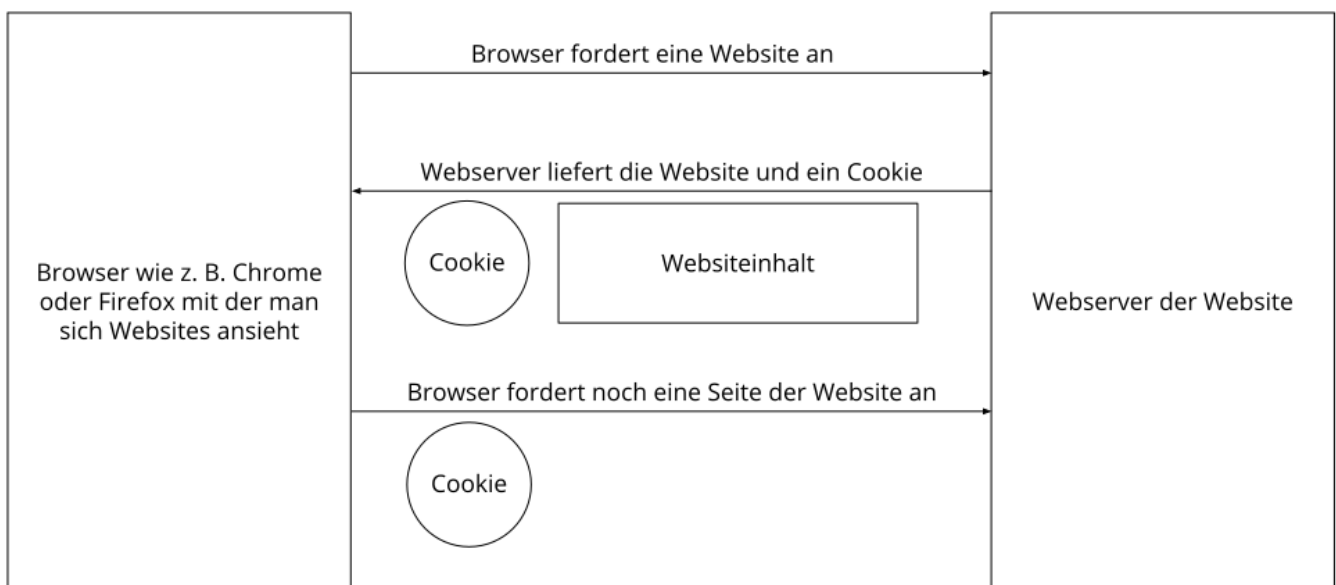 Browser fordert eine Website an
Webserver liefert die Website und ein Cookie
Cookie
Websiteinhalt
Browser wie z. B. Chrome
oder Firefox mit der man
sich Websites ansieht
Webserver der Website
Browser fordert noch eine Seite der Website an
Cookie